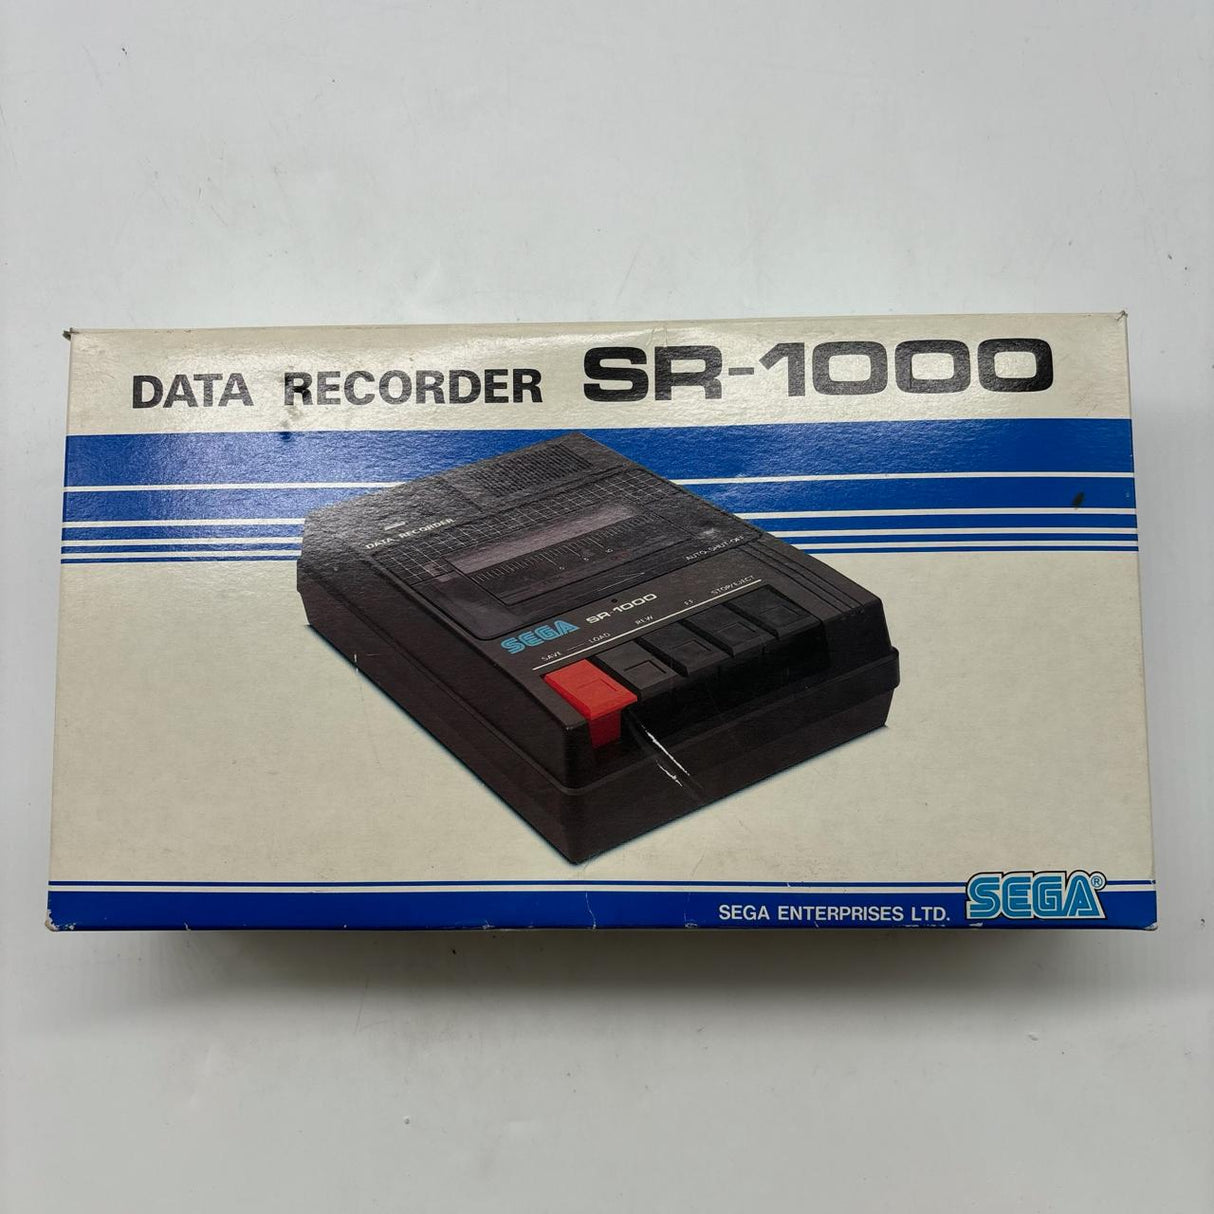 DATA RECORDER SR-1000
DATA RECORDER
AUTO-SHUT-OFF
SEGA SR-1000
SAVE LOAD REW F.F STOP/EJECT
SEGA ENTERPRISES LTD. SEGA®